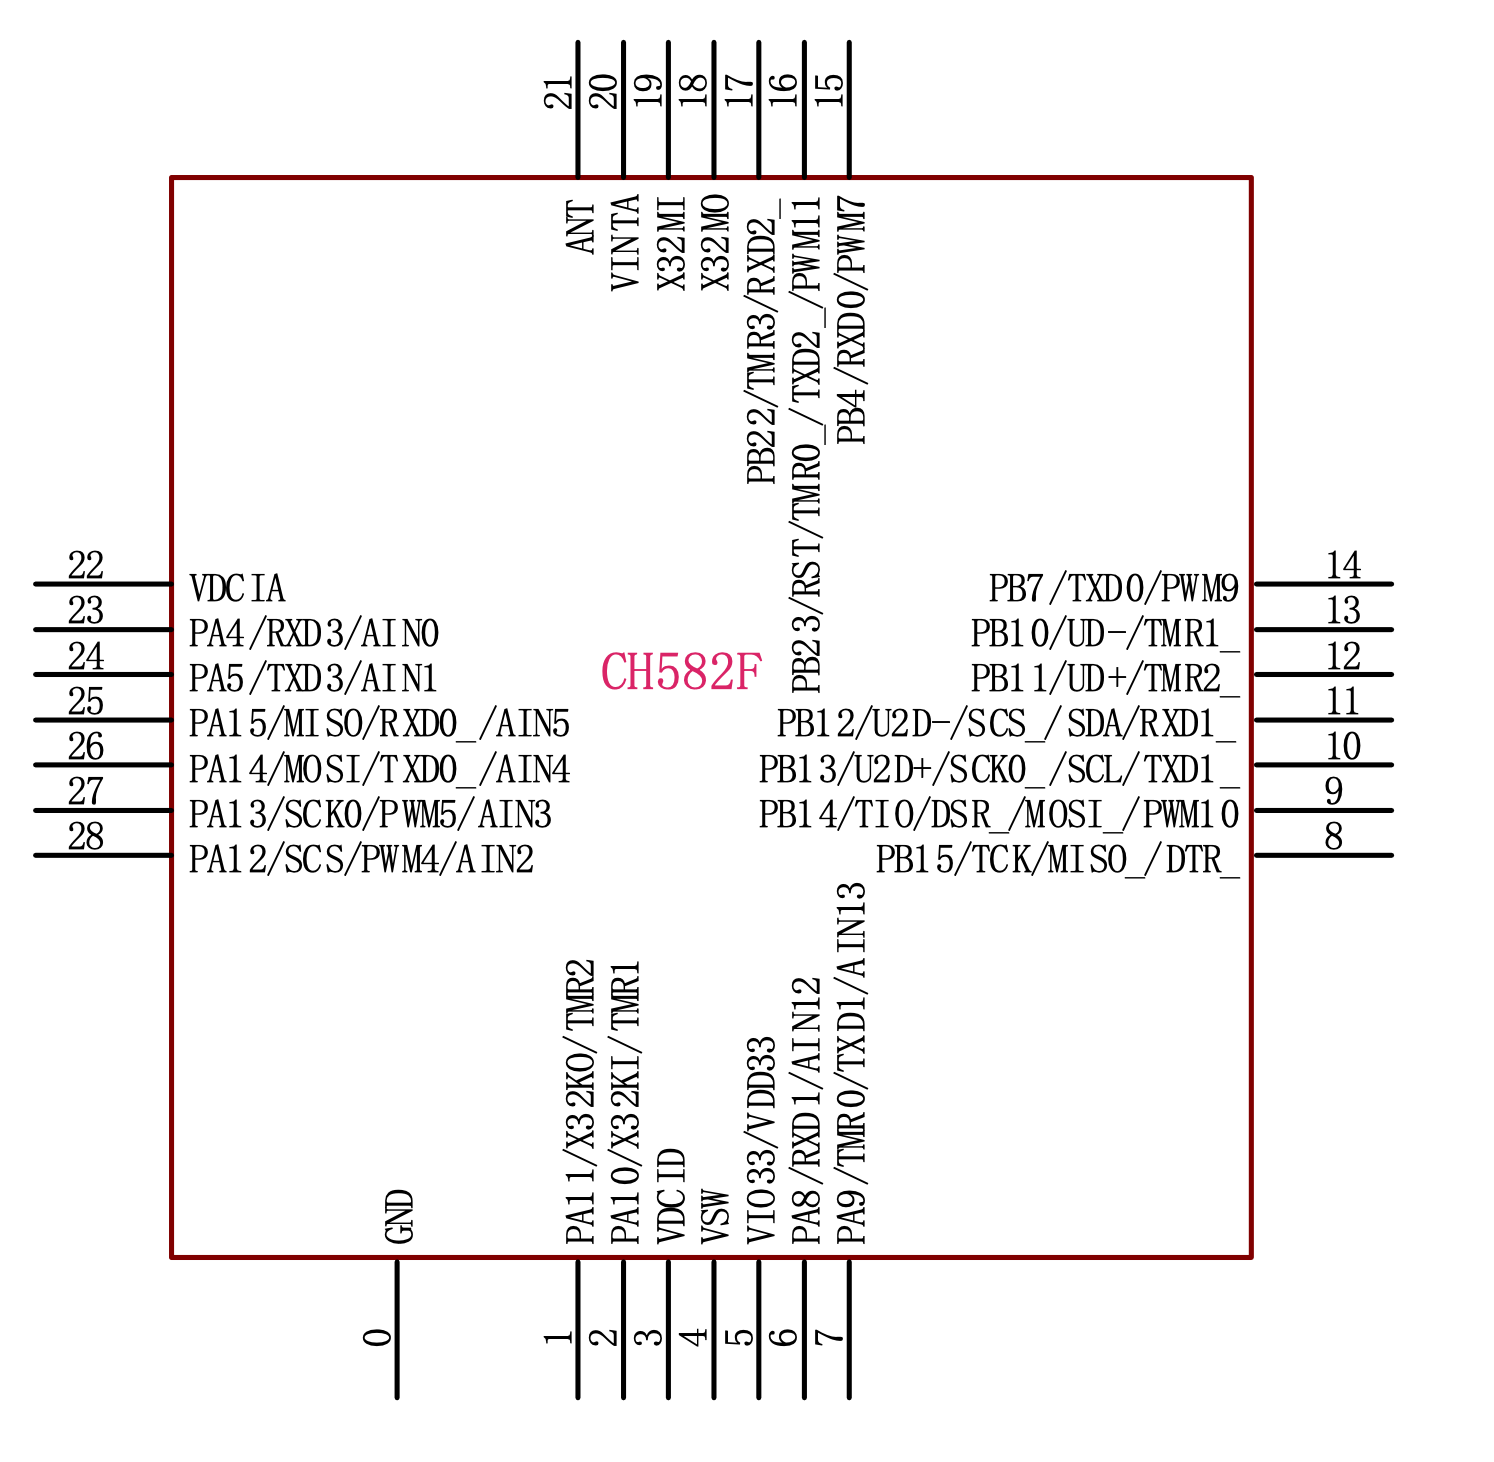 21
20
19
18
17
16
15
ANT
VINTA
X32MI
X32MO
PB22/TMR3/RXD2_
PB23/RST/TMR0_/TXD2_/PWM11
PB4/RXD0/PWM7
22
VDCIA
23
PA4/RXD3/AIN0
24
PA5/TXD3/AIN1
25
PA15/MISO/RXD0_/AIN5
26
PA14/MOSI/TXD0_/AIN4
27
PA13/SCK0/PWM5/AIN3
28
PA12/SCS/PWM4/AIN2
CH582F
14
PB7/TXD0/PWM9
13
PB10/UD-/TMR1_
12
PB11/UD+/TMR2_
11
PB12/U2D-/SCS_/SDA/RXD1_
10
PB13/U2D+/SCK0_/SCL/TXD1_
9
PB14/TIO/DSR_/MOSI_/PWM10
8
PB15/TCK/MISO_/DTR_
GND
PA11/X32KO/TMR2
PA10/X32KI/TMR1
VDCID
VSW
VIO33/VDD33
PA8/RXD1/AIN12
PA9/TMR0/TXD1/AIN13
0
1
2
3
4
5
6
7